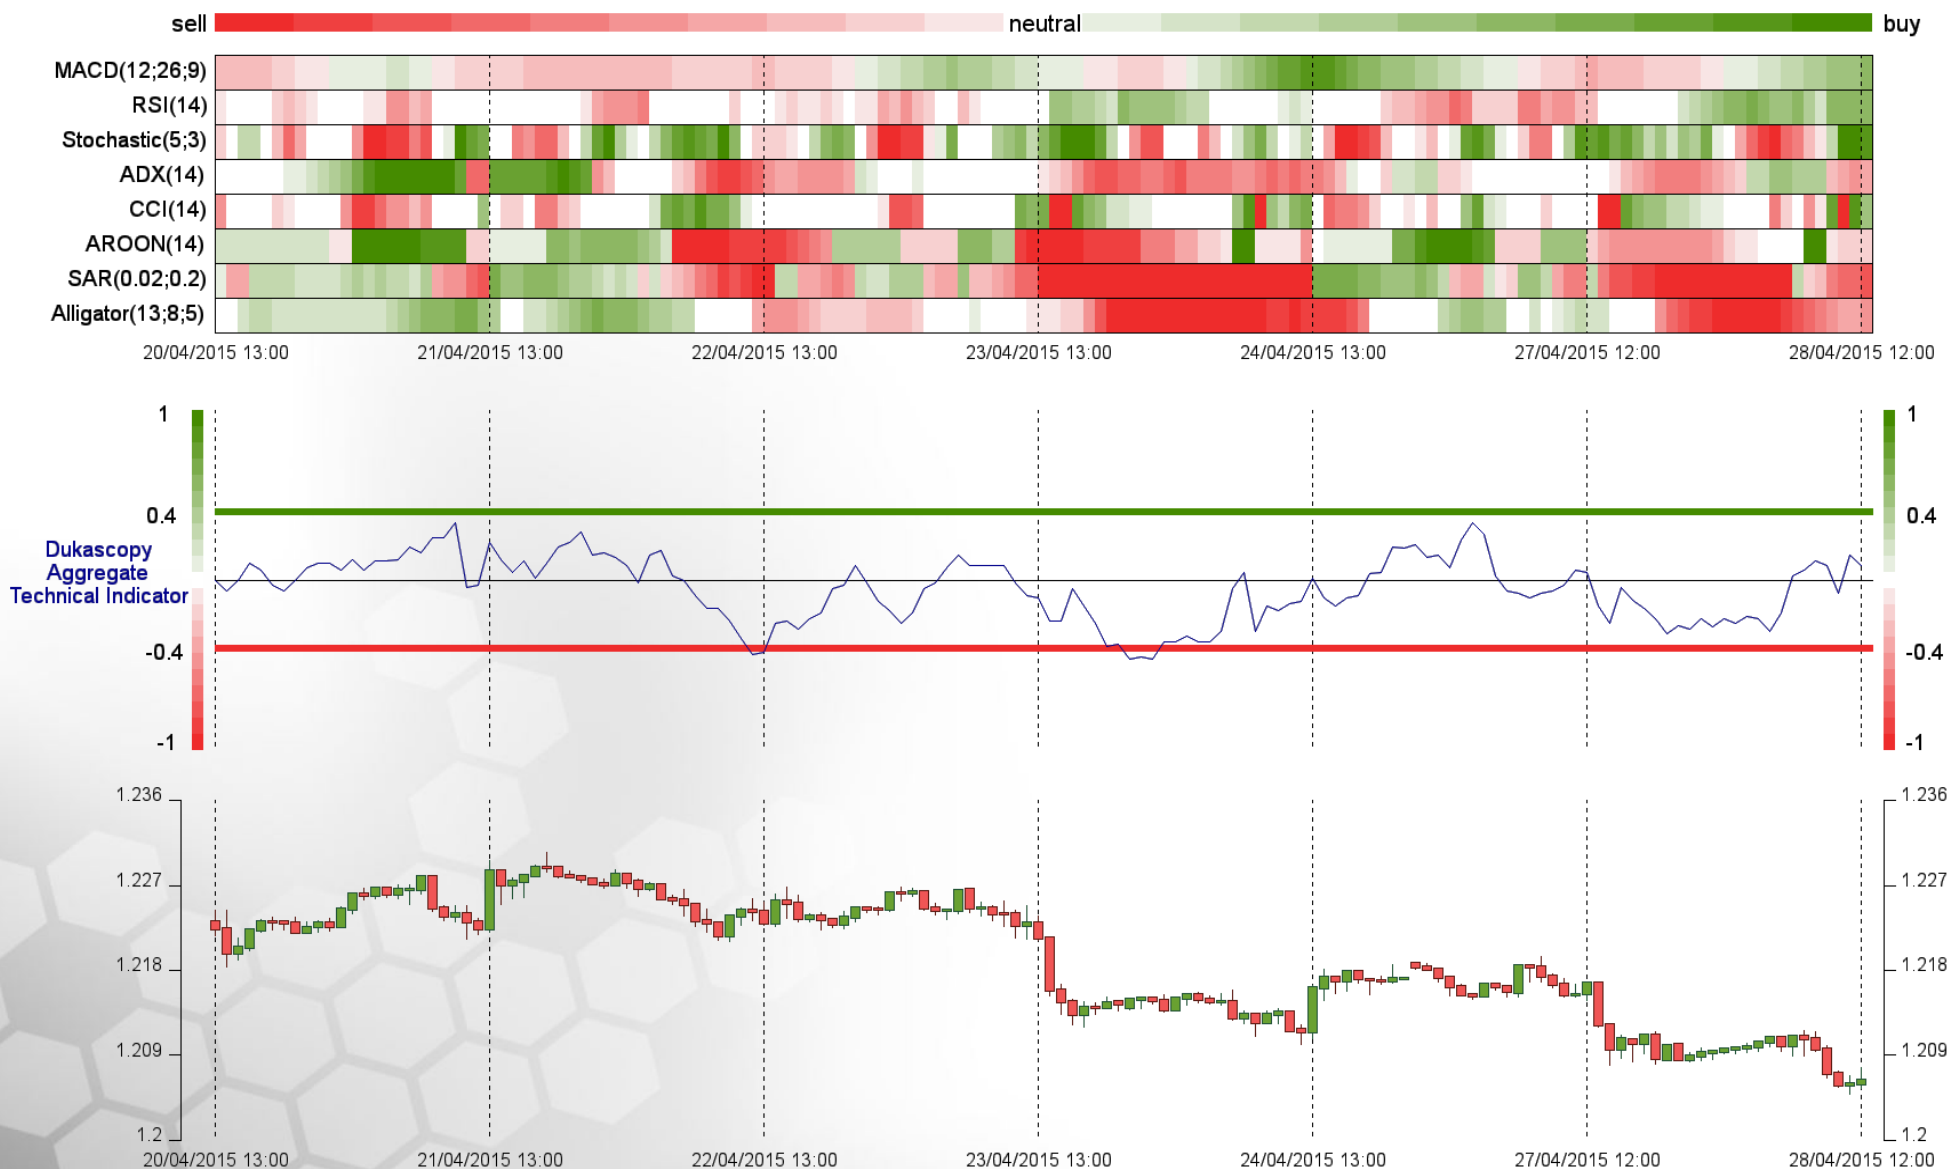 sell neutral buy
MACD(12;26;9)
RSI(14)
Stochastic(5;3)
ADX(14)
CCI(14)
AROON(14)
SAR(0.02;0.2)
Alligator(13;8;5)
20/04/2015 13:00 21/04/2015 13:00 22/04/2015 13:00 23/04/2015 13:00 24/04/2015 13:00 27/04/2015 12:00 28/04/2015 12:00
1 1
0.4 0.4
Dukascopy
Aggregate
Technical Indicator
-0.4 -0.4
-1 -1
1.236 1.236
1.227 1.227
1.218 1.218
1.209 1.209
1.2 1.2
20/04/2015 13:00 21/04/2015 13:00 22/04/2015 13:00 23/04/2015 13:00 24/04/2015 13:00 27/04/2015 12:00 28/04/2015 12:00